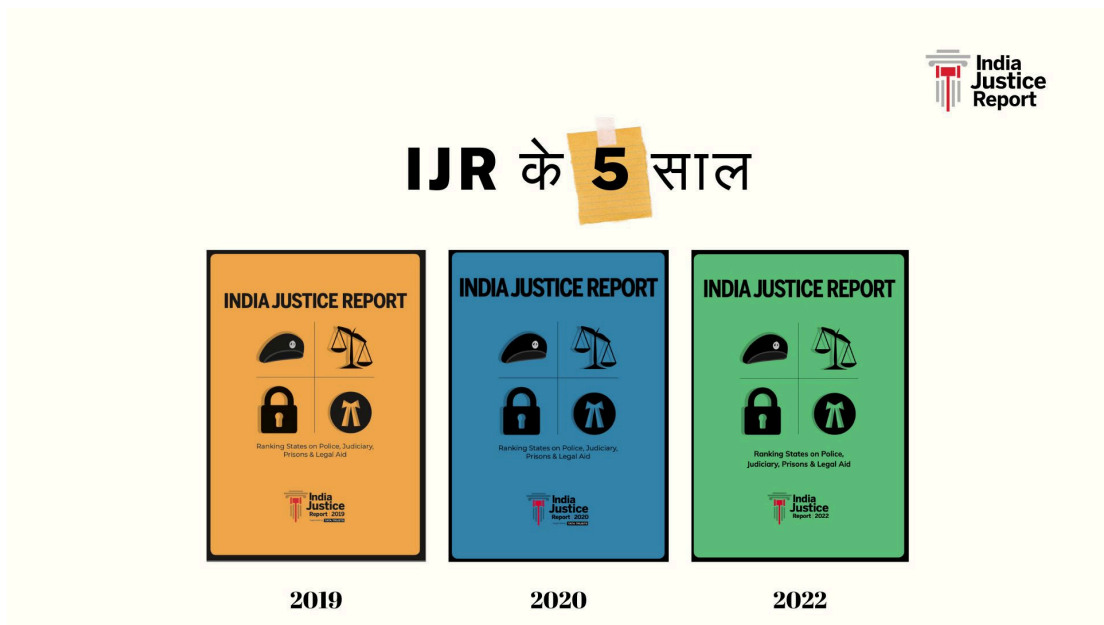 India
Justice
Report
IJR के 5 साल
INDIA JUSTICE REPORT
Ranking States on Police, Judiciary,
Prisons & Legal Aid
India
Justice
Report 2019
INDIA JUSTICE REPORT
Ranking States on Police, Judiciary,
Prisons & Legal Aid
India
Justice
Report 2020
INDIA JUSTICE REPORT
Ranking States on Police,
Judiciary, Prisons & Legal Aid
India
Justice
Report 2022
2019
2020
2022